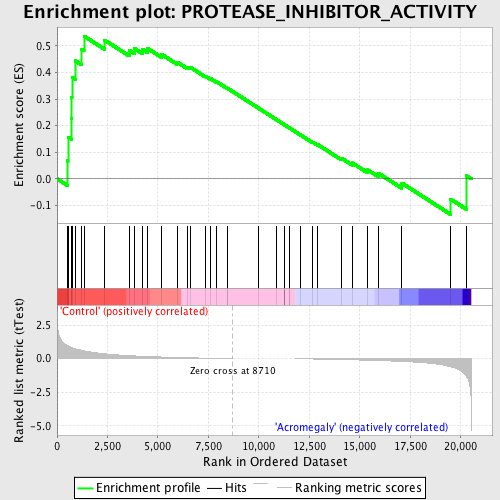 Enrichment plot: PROTEASE_INHIBITOR_ACTIVITY
Enrichment score (ES)
0.5
0.4
0.3
0.2
0.1
0.0
-0.1
'Control' (positively correlated)
Ranked list metric (tTest)
2.5
0.0
-2.5
-5.0
Zero cross at 8710
'Acromegaly' (negatively correlated)
0 2,500 5,000 7,500 10,000 12,500 15,000 17,500 20,000
Rank in Ordered Dataset
Enrichment profile Hits Ranking metric scores